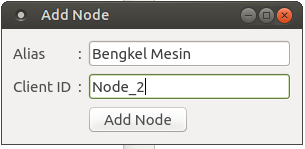 Add Node
Alias : Bengkel Mesin
Client ID : Node_2
Add Node